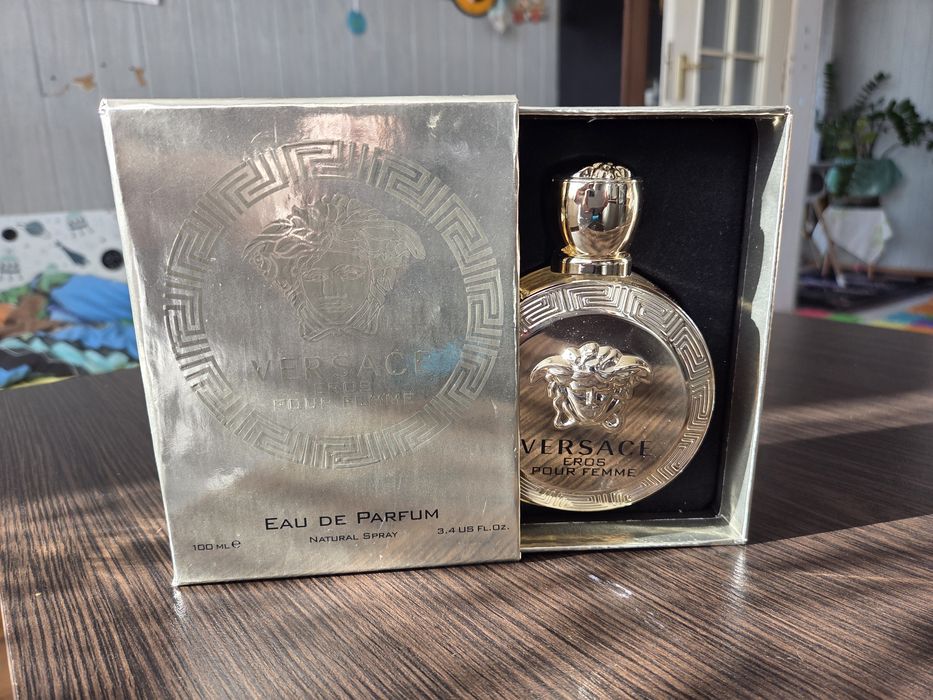 VERSACE
EROS
POUR FEMME
EAU DE PARFUM
100 ML e
NATURAL SPRAY
3.4 US FL.OZ.
VERSACE
EROS
POUR FEMME